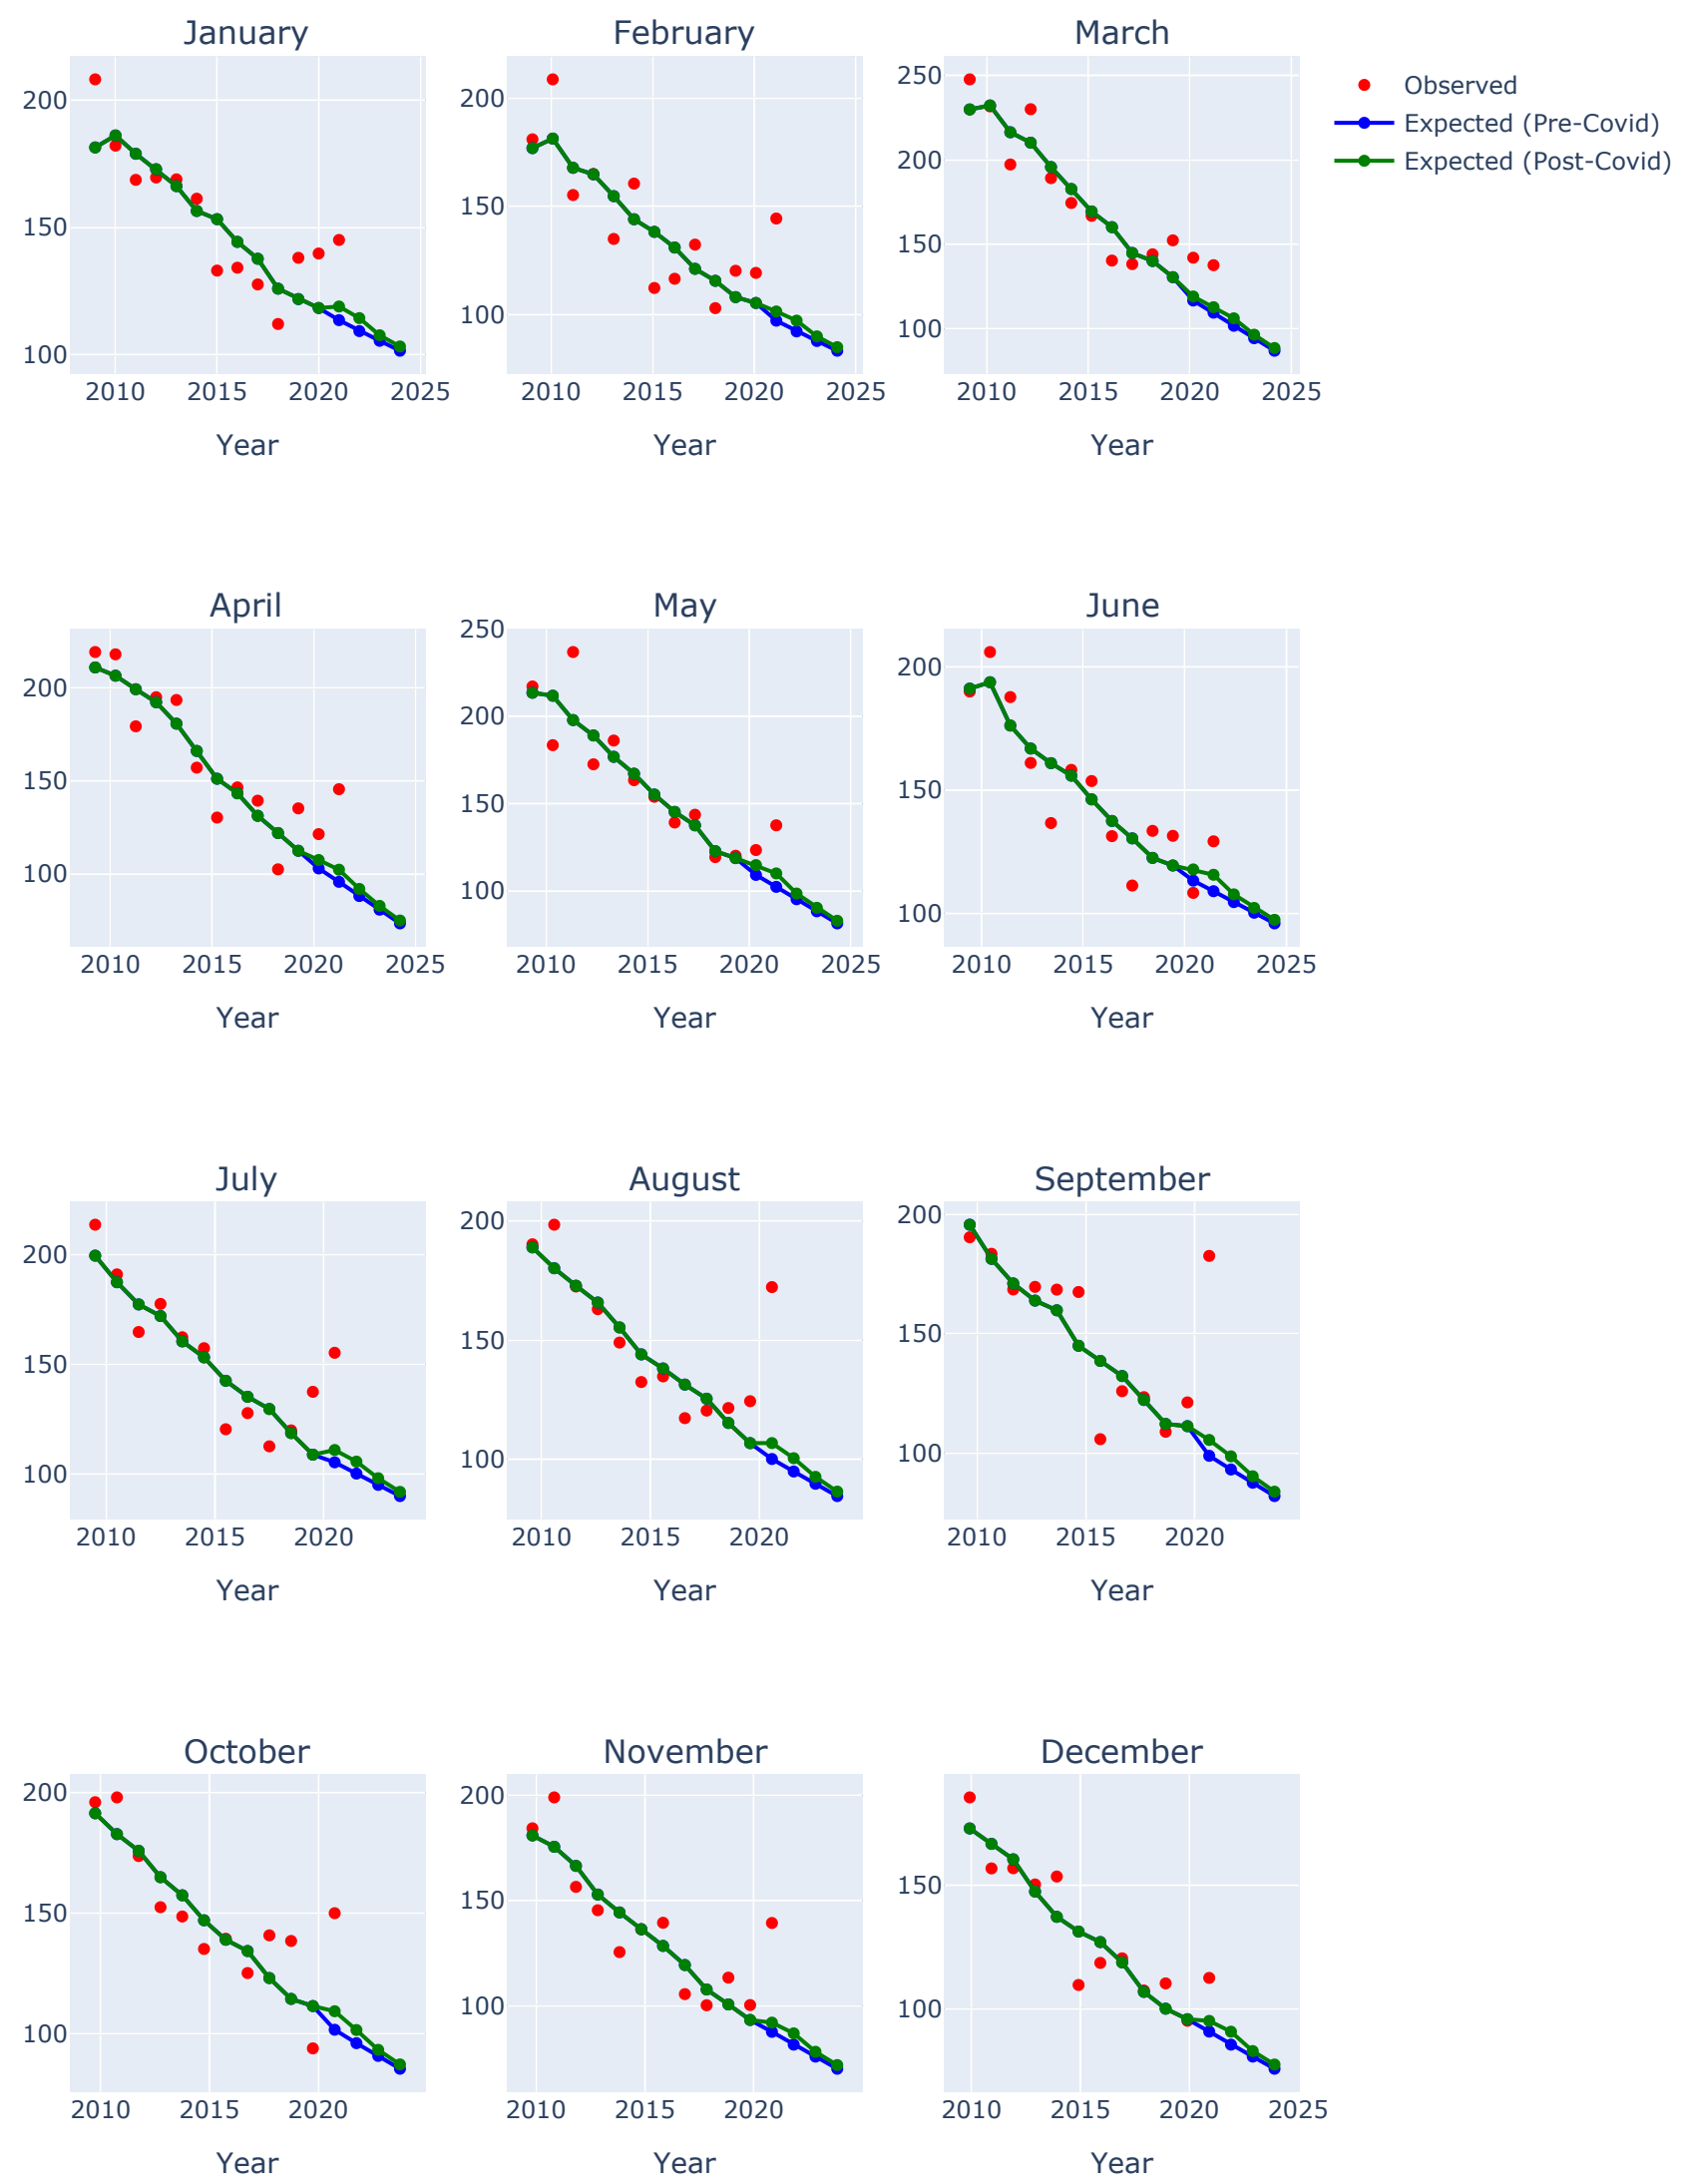 January February March
200
150
100
2010 2015 2020 2025
Year
200
150
100
2010 2015 2020 2025
Year
250
200
150
100
2010 2015 2020 2025
Year
Observed
Expected (Pre-Covid)
Expected (Post-Covid)
April May June
200
150
100
2010 2015 2020 2025
Year
250
200
150
100
2010 2015 2020 2025
Year
200
150
100
2010 2015 2020 2025
Year
July August September
200
150
100
2010 2015 2020
Year
200
150
100
2010 2015 2020
Year
200
150
100
2010 2015 2020
Year
October November December
200
150
100
2010 2015 2020
Year
200
150
100
2010 2015 2020
Year
150
100
2010 2015 2020 2025
Year